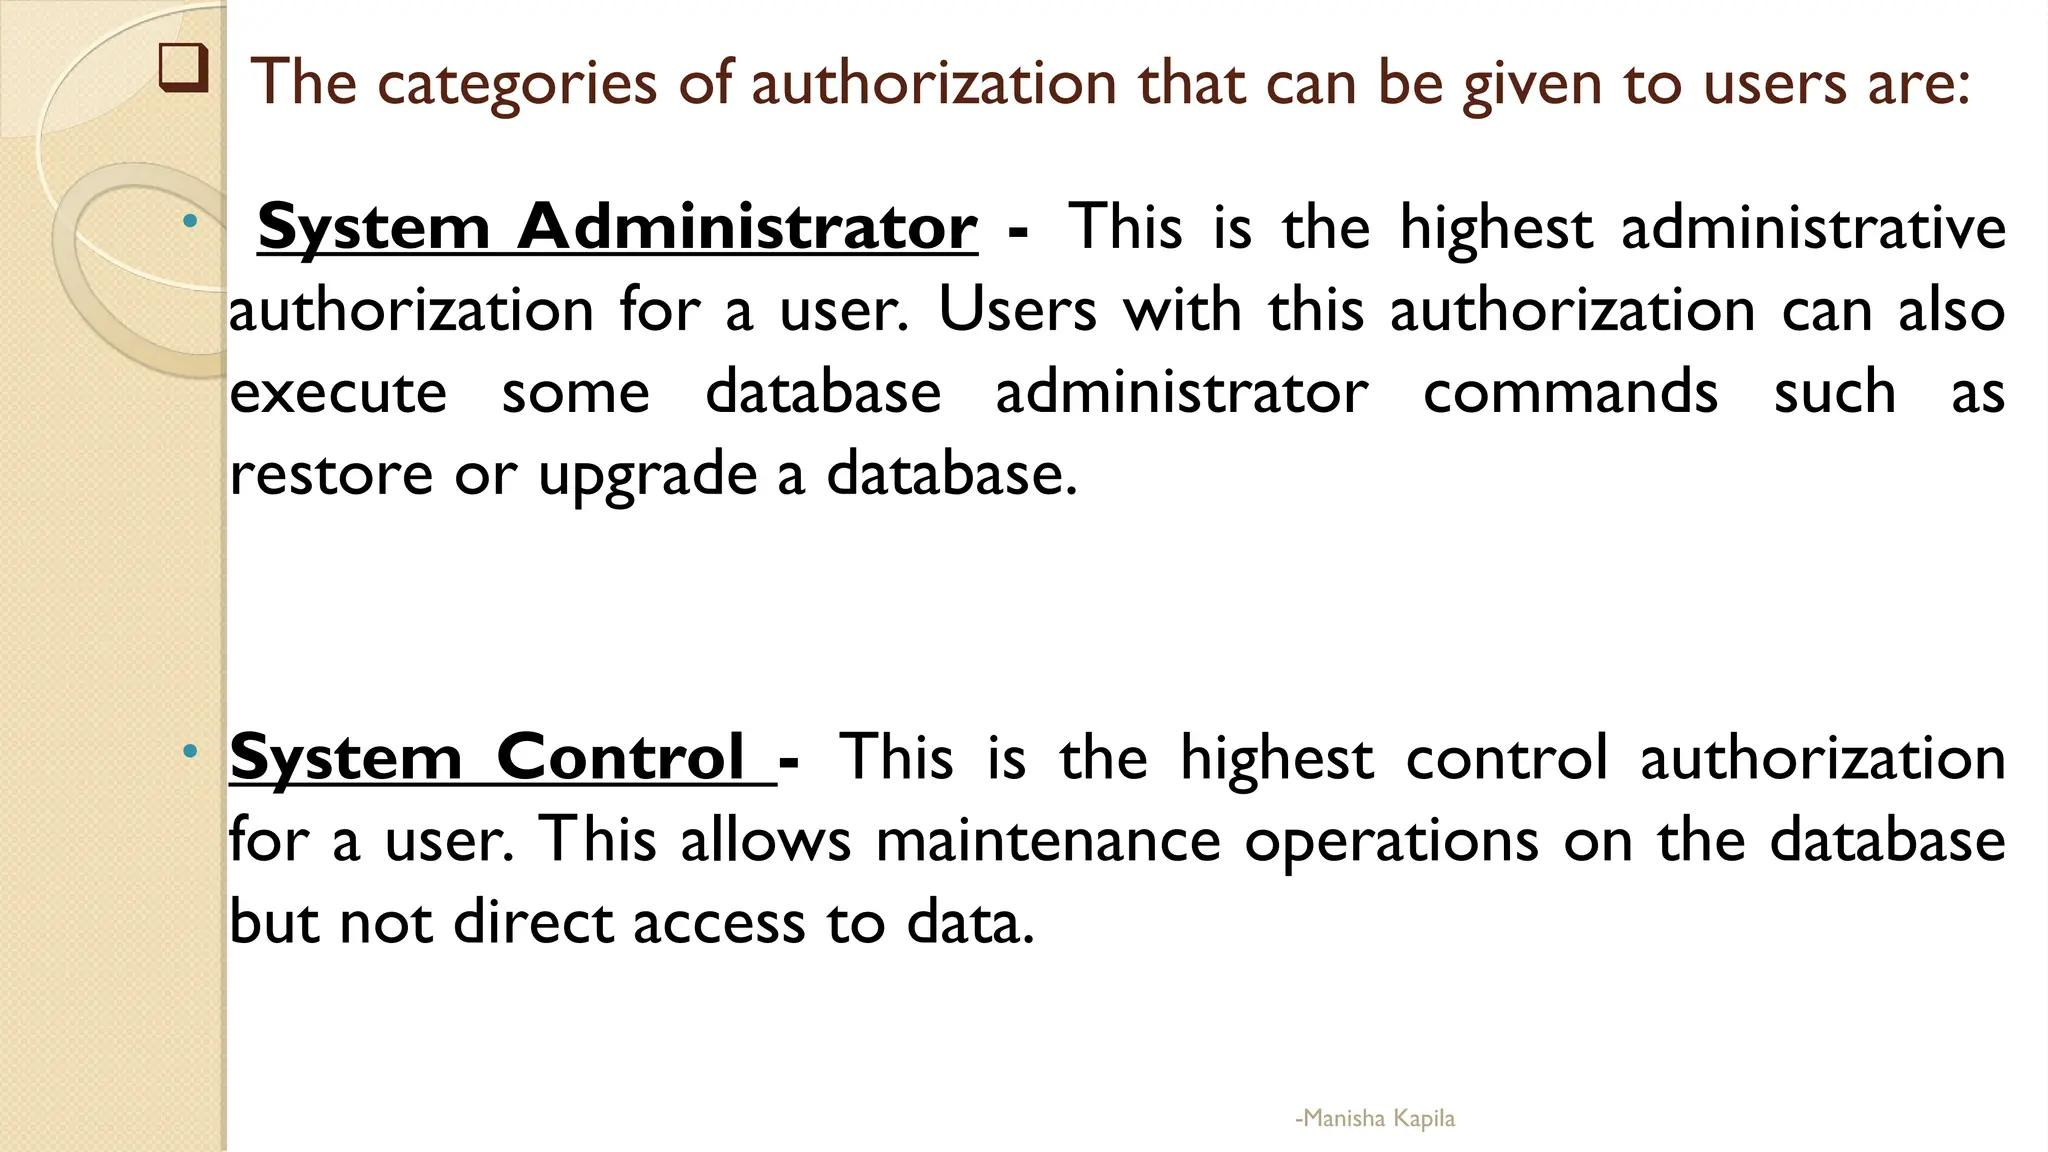 The categories of authorization that can be given to users are:
• System Administrator - This is the highest administrative
authorization for a user. Users with this authorization can also
execute some database administrator commands such as
restore or upgrade a database.
• System Control - This is the highest control authorization
for a user. This allows maintenance operations on the database
but not direct access to data.
-Manisha Kapila